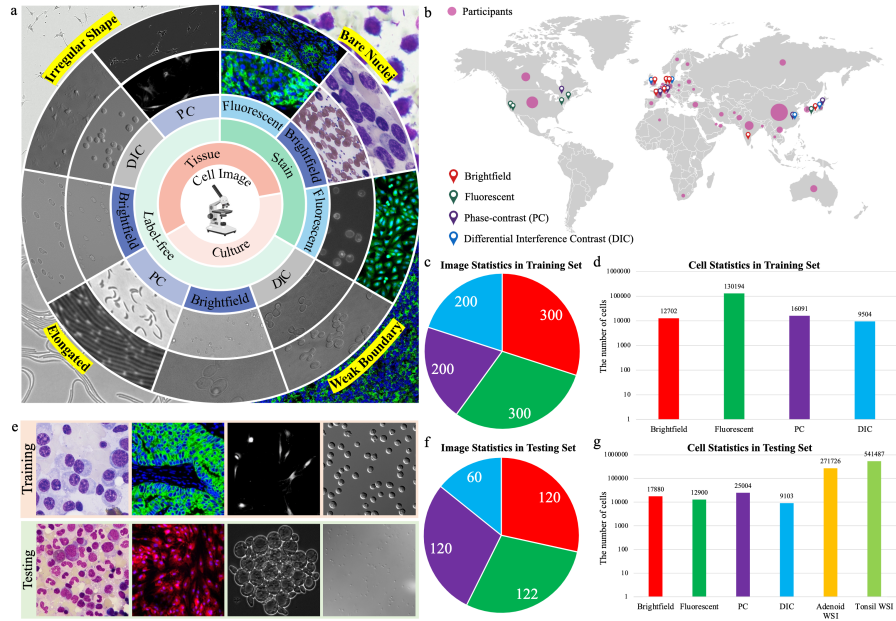 a
Irregular Shape
Bare Nuclei
Elongated
Weak Boundary
PC
Fluorescent
Brightfield
Fluorescent
DIC
Brightfield
PC
Brightfield
DIC
Stain
Label-free
Tissue
Culture
Cell Image
b
Participants
Brightfield
Fluorescent
Phase-contrast (PC)
Differential Interference Contrast (DIC)
c
Image Statistics in Training Set
200
300
200
300
d
Cell Statistics in Training Set
The number of cells
1000000
100000
10000
1000
100
10
1
12702
130194
16091
9504
Brightfield
Fluorescent
PC
DIC
e
Training
Testing
f
Image Statistics in Testing Set
60
120
120
122
g
Cell Statistics in Testing Set
The number of cells
1000000
100000
10000
1000
100
10
1
17880
12900
25004
9103
271726
541487
Brightfield
Fluorescent
PC
DIC
Adenoid
WSI
Tonsil WSI